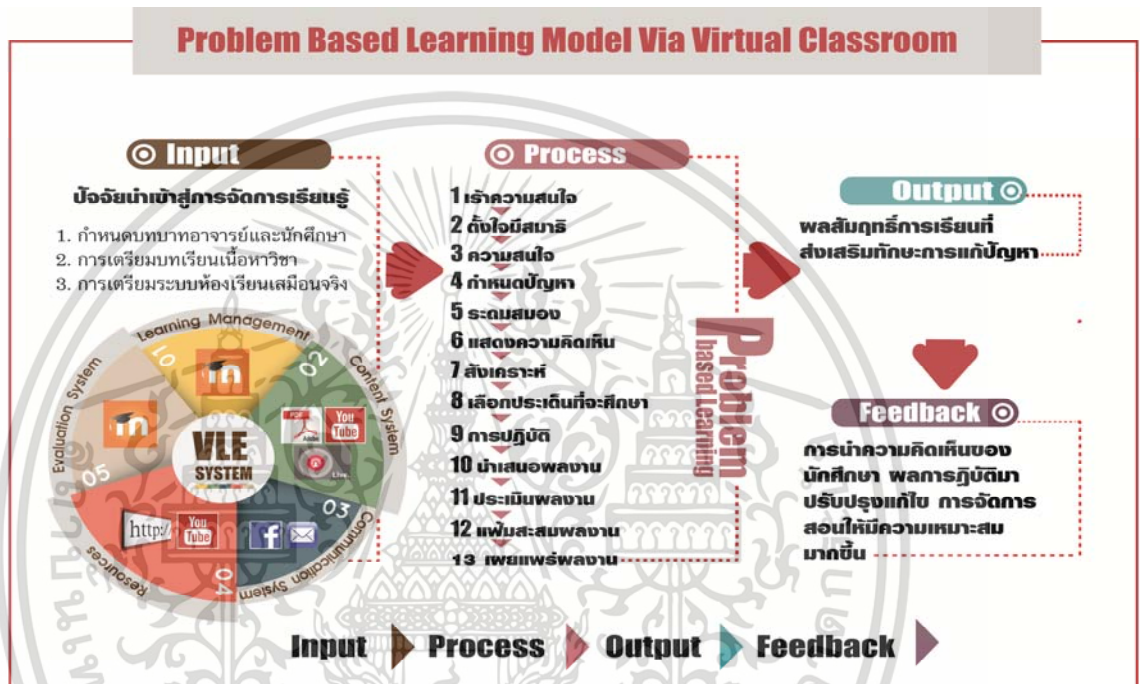 Problem Based Learning Model Via Virtual Classroom
Input
ปัจจัยนำเข้าสู่การจัดการเรียนรู้
1. กำหนดบทบาทอาจารย์และนักศึกษา
2. การเตรียมบทเรียนเนื้อหาวิชา
3. การเตรียมระบบห้องเรียนเสมือนจริง
Learning Management
01
Content System
02
PDF
Adobe
You
Tube
Live
Communication System
03
Resources
04
http:/
You
Tube
Evaluation System
05
VLE
SYSTEM
Process
1 เร้าความสนใจ
2 ตั้งใจมีสมาธิ
3 ความสนใจ
4 กำหนดปัญหา
5 ระดมสมอง
6 แสดงความคิดเห็น
7 สังเคราะห์
8 เลือกประเด็นที่จะศึกษา
9 การปฎิบัติ
10 นำเสนอผลงาน
11 ประเมินผลงาน
12 แฟ้มสะสมผลงาน
13 เผยแพร่ผลงาน
Problem
based Learning
Output
ผลสัมฤทธิ์การเรียนที่
ส่งเสริมทักษะการแก้ปัญหา
Feedback
การนำความคิดเห็นของ
นักศึกษา ผลการฎิบัติมา
ปรับปรุงแก้ไข การจัดการ
สอนให้มีความเหมาะสม
มากขึ้น
Input Process Output Feedback